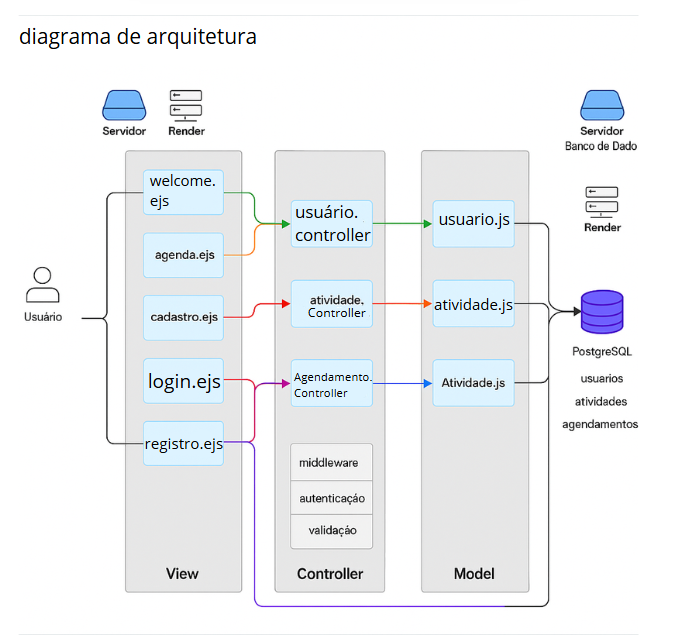 diagrama de arquitetura
Servidor
Render
Servidor
Banco de Dado
Render
Usuário
welcome.
ejs
agenda.ejs
cadastro.ejs
login.ejs
registro.ejs
View
usuário.
controller
atividade.
Controller
Agendamento.
Controller
middleware
autenticação
validação
Controller
usuario.js
atividade.js
Atividade.js
Model
PostgreSQL
usuarios
atividades
agendamentos